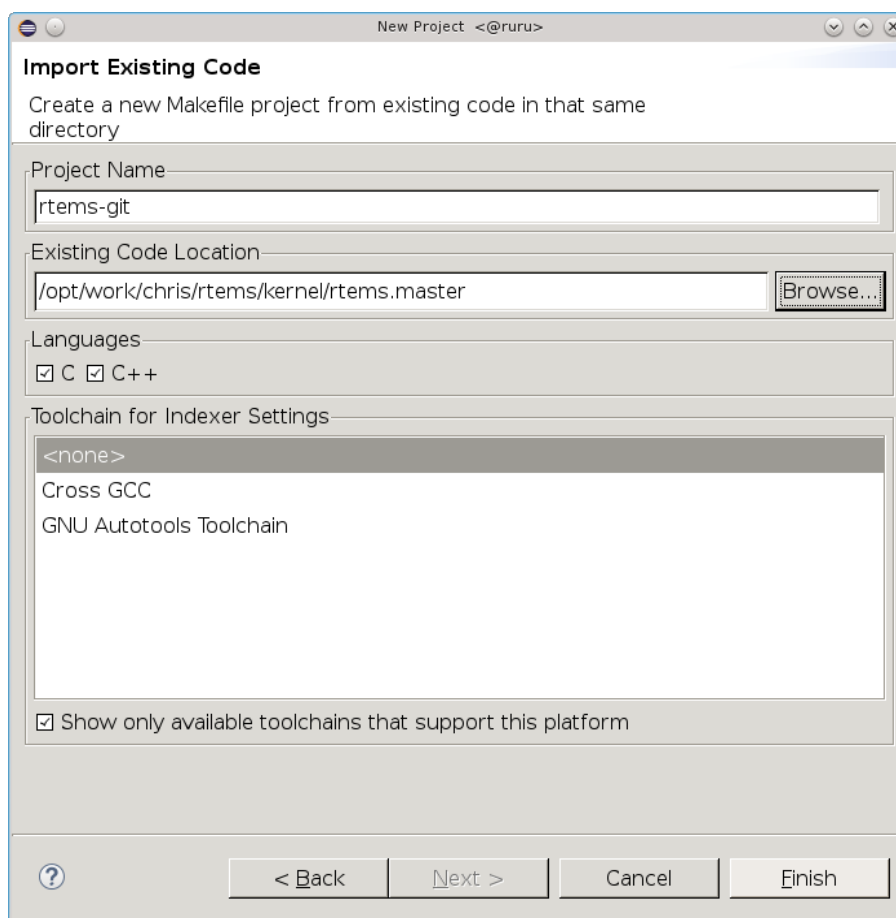 New Project <@ruru>
Import Existing Code
Create a new Makefile project from existing code in that same
directory
Project Name
rtems-git
Existing Code Location
/opt/work/chris/rtems/kernel/rtems.master
Browse...
Languages
C C++
Toolchain for Indexer Settings
<none>
Cross GCC
GNU Autotools Toolchain
Show only available toolchains that support this platform
? < Back Next > Cancel Finish